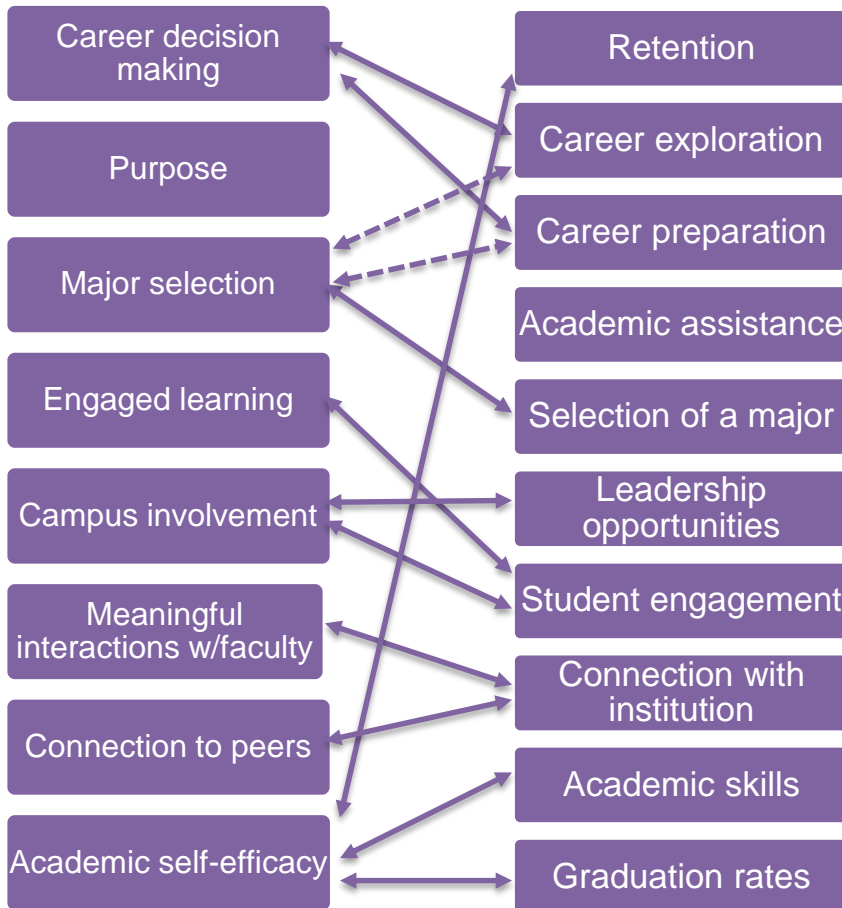 Career decision
making
Purpose
Major selection
Engaged learning
Campus involvement
Meaningful
interactions w/faculty
Connection to peers
Academic self-efficacy
Retention
Career exploration
Career preparation
Academic assistance
Selection of a major
Leadership
opportunities
Student engagement
Connection with
institution
Academic skills
Graduation rates